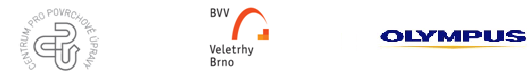 CENTRUM PRO POVRCHOVÉ ÚPRAVY
BVV
Veletrhy
Brno
OLYMPUS